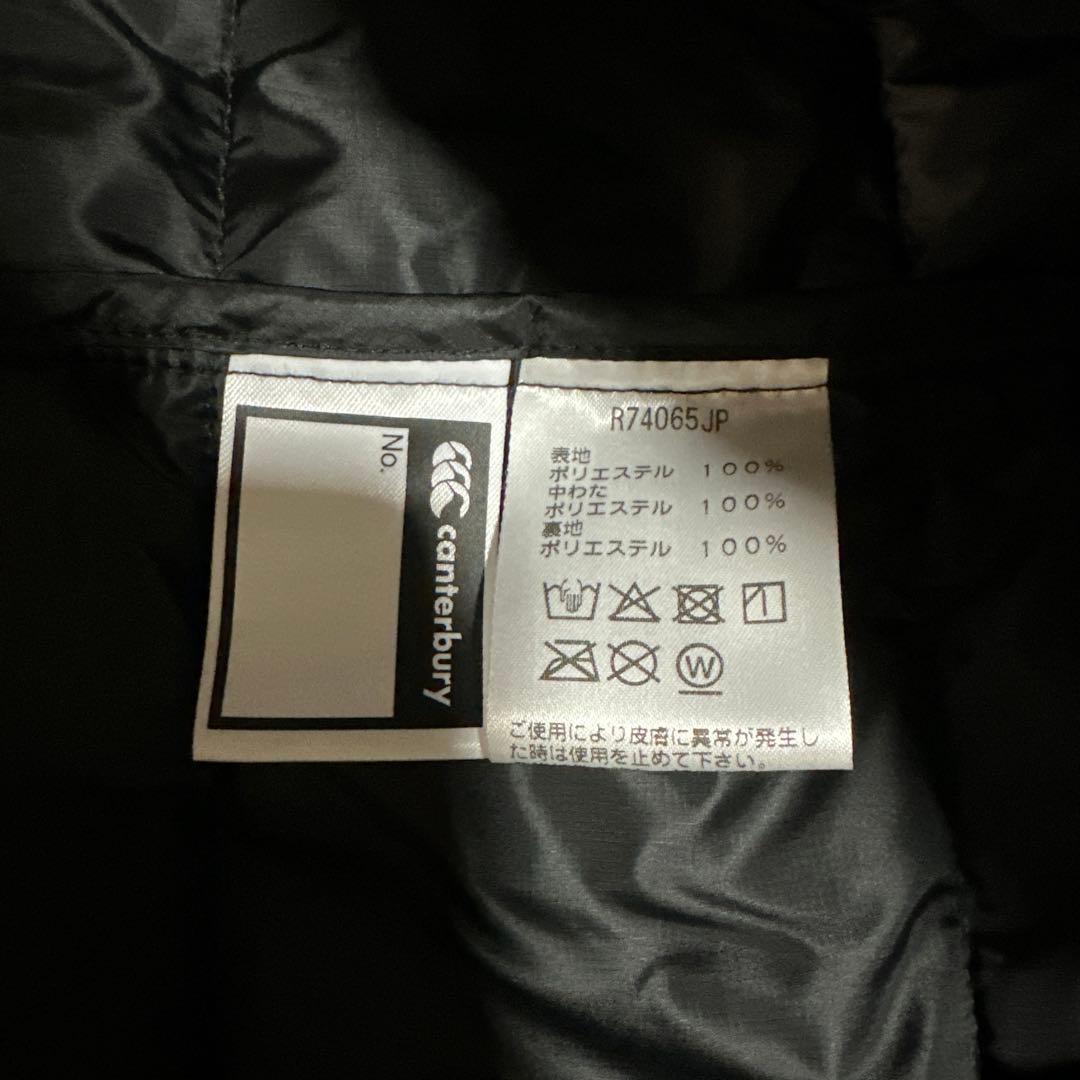 No.
canterbury
R74065JP
表地
ポリエステル 100%
中わた
ポリエステル 100%
裏地
ポリエステル 100%
W
ご使用により皮膚に異常が発生し
た時は使用を止めて下さい。